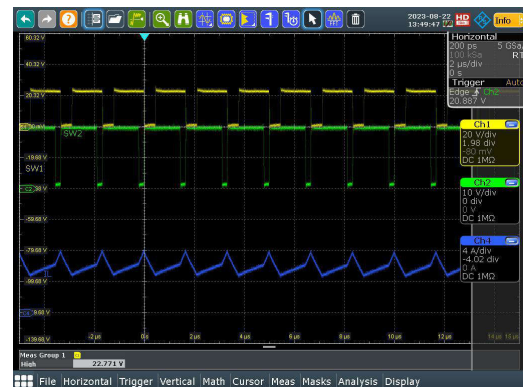 2023-08-22
13:49:47
HD
Info
Horizontal
200 ps 5 GSa
100 kSa RT
2 µs/div
0 s
Trigger Auto
Edge Ch2
20.887 V
60.32 V
40.32 V
20.32 V
SW2
-19.68 V
SW1
-59.68 V
-79.68 V
IL
-99.68 V
-139.68 V
-2 µs 0 s 2 µs 4 µs 6 µs 8 µs 10 µs 12 µs
Ch1
20 V/div
1.98 div
-80 mV
DC 1MΩ
Ch2
10 V/div
0 div
0 V
DC 1MΩ
Ch4
4 A/div
-4.02 div
0 A
DC 1MΩ
Meas Group 1
High 22.771 V
File Horizontal Trigger Vertical Math Cursor Meas Masks Analysis Display